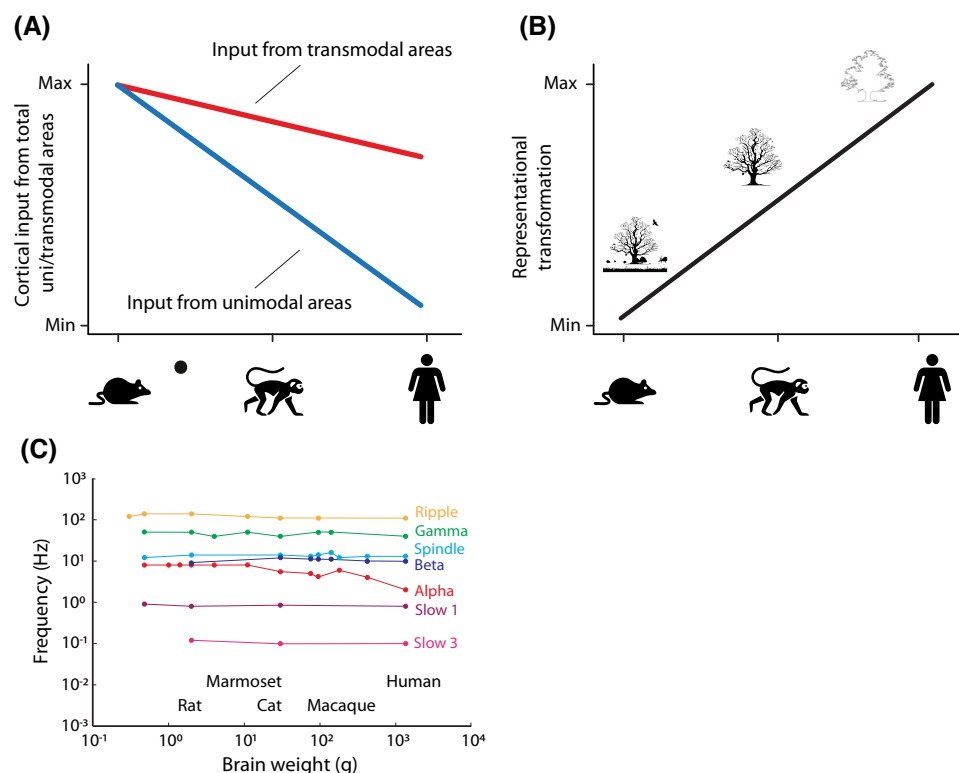 (A)
Input from transmodal areas
Max
Cortical input from total
uni/transmodal areas
Input from unimodal areas
Min
(B)
Max
Representational
transformation
Min
(C)
Frequency (Hz)
10³
10²
10¹
10⁰
10⁻¹
10⁻²
10⁻³
Ripple
Gamma
Spindle
Beta
Alpha
Slow 1
Slow 3
Marmoset
Human
Rat
Cat
Macaque
10⁻¹
10⁰
10¹
10²
10³
10⁴
Brain weight (g)